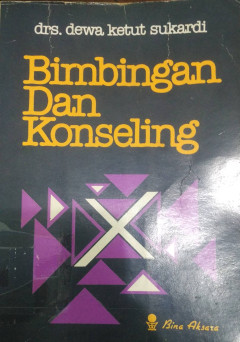 drs. dewa ketut sukardi
Bimbingan
Dan
Konseling
Bina Aksara